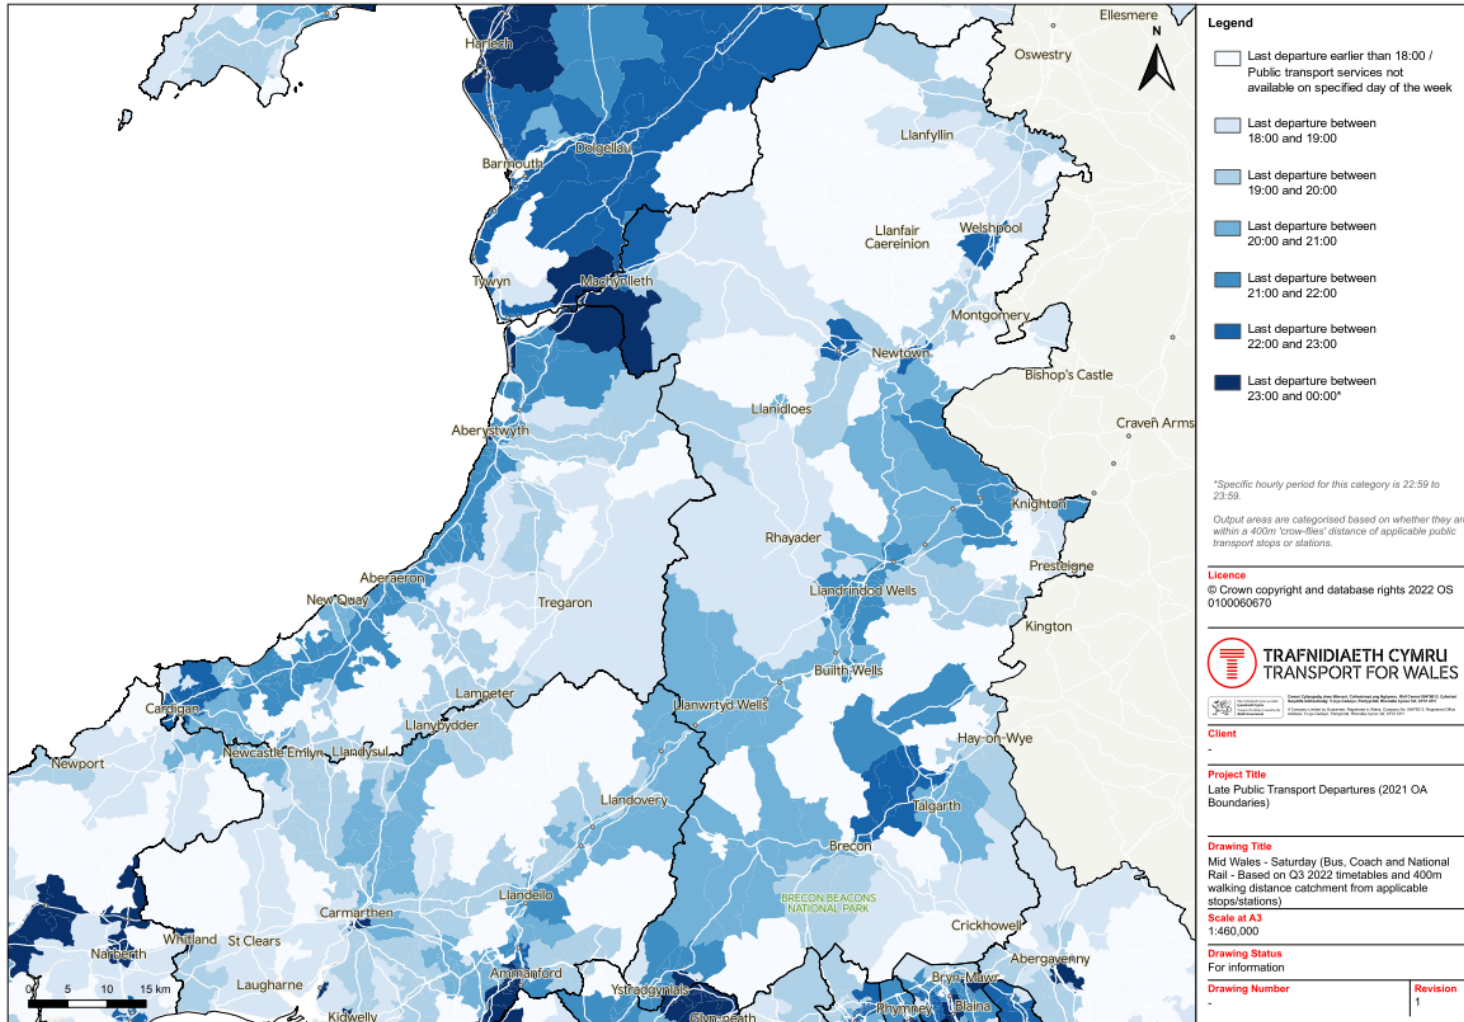 Ellesmere
Harlech
N
Oswestry
Llanfyllin
Dolgellau
Barmouth
Welshpool
Llanfair
Caereinion
Tywyn
Machynlleth
Montgomery
Newtown
Bishop's Castle
Llanidloes
Craven Arms
Aberystwyth
Knighton
Rhayader
Presteigne
Aberaeron
New Quay
Llandrindod Wells
Tregaron
Kington
Builth Wells
Lampeter
Cardigan
Llanwrtyd Wells
Llanybydder
Hay-on-Wye
Newcastle Emlyn
Llandysul
Newport
Llandovery
Talgarth
Brecon
Llandeilo
BRECON BEACONS
NATIONAL PARK
Carmarthen
Crickhowell
Whitland
St Clears
Narberth
Abergavenny
Ammanford
Bryn-Mawr
Laugharne
Ystradgynlais
Rhymney
Blaina
Kidwelly
Glyn-neath
0 5 10 15 km
Legend
Last departure earlier than 18:00 /
Public transport services not
available on specified day of the week
Last departure between
18:00 and 19:00
Last departure between
19:00 and 20:00
Last departure between
20:00 and 21:00
Last departure between
21:00 and 22:00
Last departure between
22:00 and 23:00
Last departure between
23:00 and 00:00*
*Specific hourly period for this category is 22:59 to
23:59.
Output areas are categorised based on whether they are
within a 400m 'crow-flies' distance of applicable public
transport stops or stations.
Licence
© Crown copyright and database rights 2022 OS
0100060670
TRAFNIDIAETH CYMRU
TRANSPORT FOR WALES
Client
-
Project Title
Late Public Transport Departures (2021 OA
Boundaries)
Drawing Title
Mid Wales - Saturday (Bus, Coach and National
Rail - Based on Q3 2022 timetables and 400m
walking distance catchment from applicable
stops/stations)
Scale at A3
1:460,000
Drawing Status
For information
Drawing Number
-
Revision
1